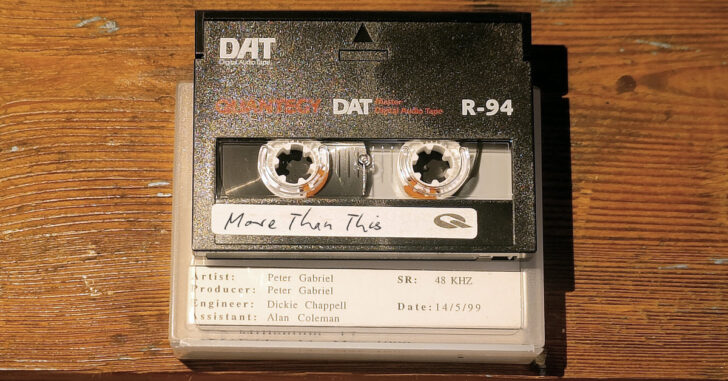 DAT
Digital Audio Tape
QUANTEGY DAT Master Digital Audio Tape R-94
More Than This
Artist: Peter Gabriel SR: 48 KHZ
Producer: Peter Gabriel
Engineer: Dickie Chappell Date:14/5/99
Assistant: Alan Coleman